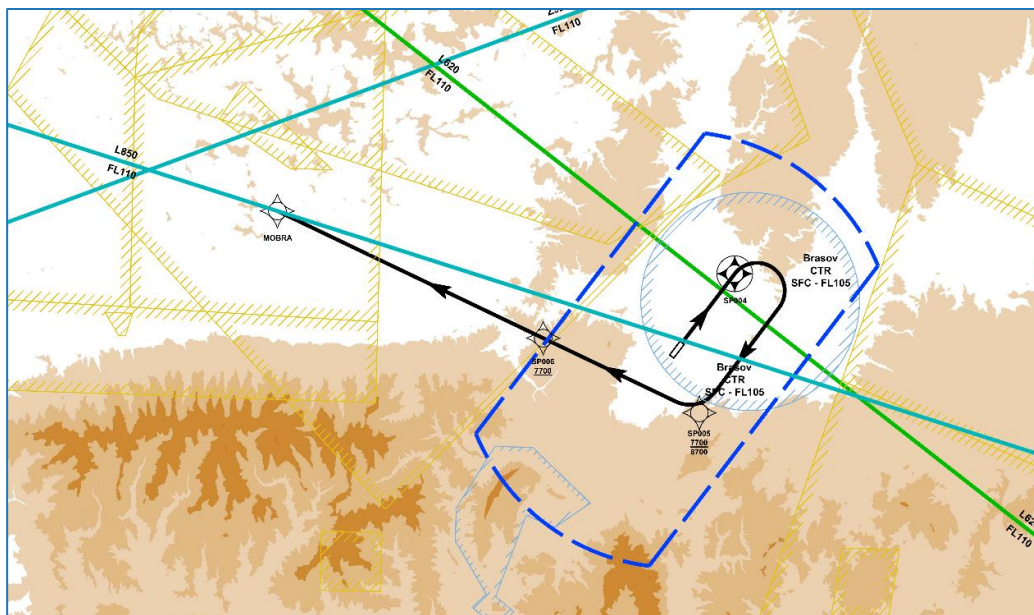 FL110
L620
FL110
L850
FL110
MOBRA
Brasov
CTR
SFC - FL105
SP004
SP006
7700
Brasov
CTR
SFC - FL105
SP005
7700
8700
FL110